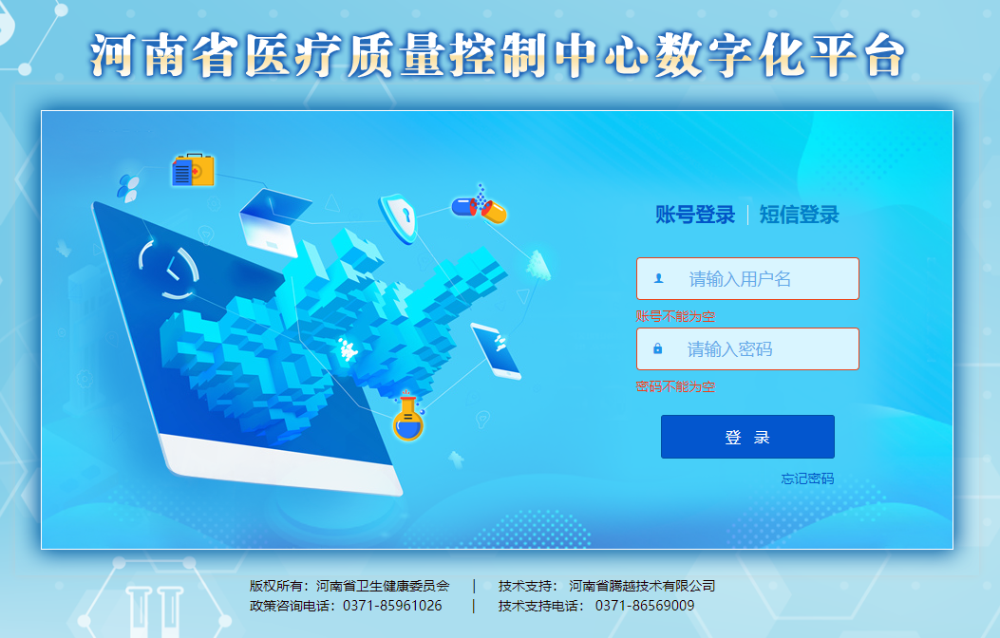 河南省医疗质量控制中心数字化平台
账号登录 短信登录
请输入用户名
账号不能为空
请输入密码
密码不能为空
登 录
忘记密码
版权所有：河南省卫生健康委员会 | 技术支持： 河南省腾越技术有限公司
政策咨询电话：0371-85961026 | 技术支持电话： 0371-86569009